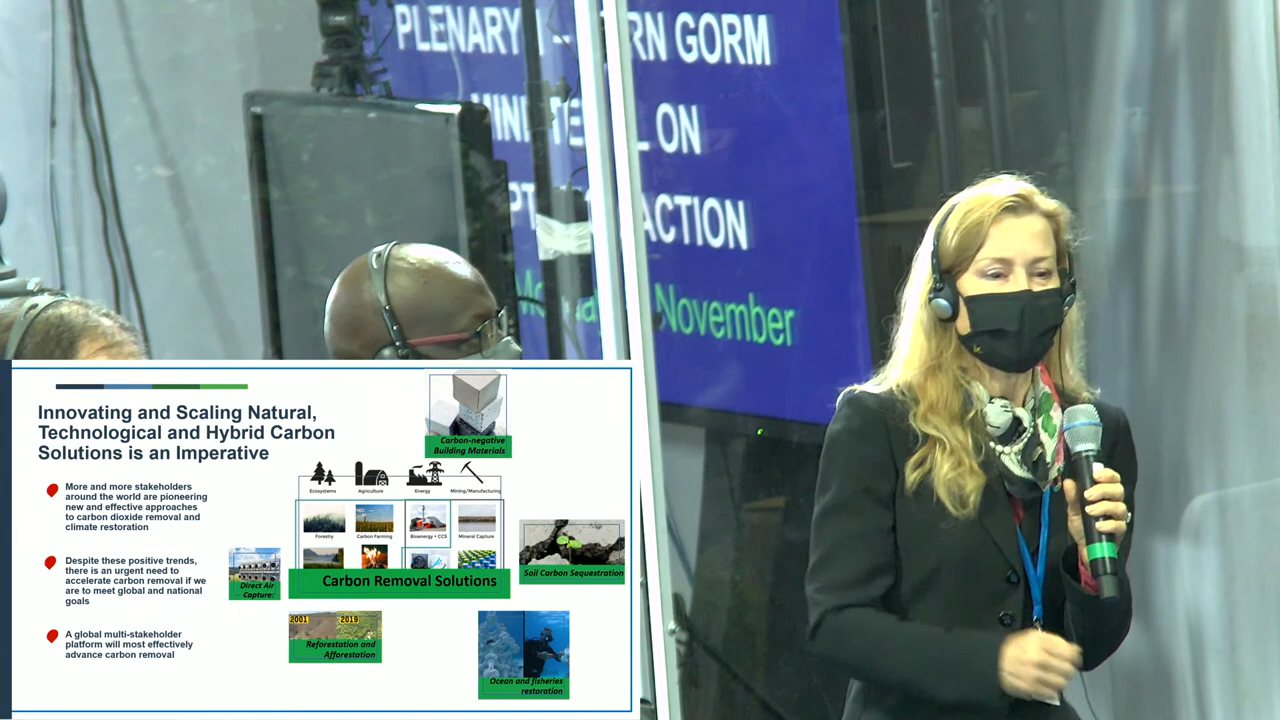 PLENARY
RN GORM
ON
ACTION
November
Innovating and Scaling Natural,
Technological and Hybrid Carbon
Solutions is an Imperative
More and more stakeholders
around the world are pioneering
new and effective approaches
to carbon dioxide removal and
climate restoration
Despite these positive trends,
there is an urgent need to
accelerate carbon removal if we
are to meet global and national
goals
A global multi-stakeholder
platform will most effectively
advance carbon removal
Carbon-negative
Building Materials
Ecosystems
Agriculture
Energy
Mining/Manufacturing
Forestry
Carbon Farming
Bioenergy + CCS
Mineral Capture
Carbon Removal Solutions
Direct Air
Capture:
Soil Carbon Sequestration
2001
2019
Reforestation and
Afforestation
Ocean and fisheries
restoration